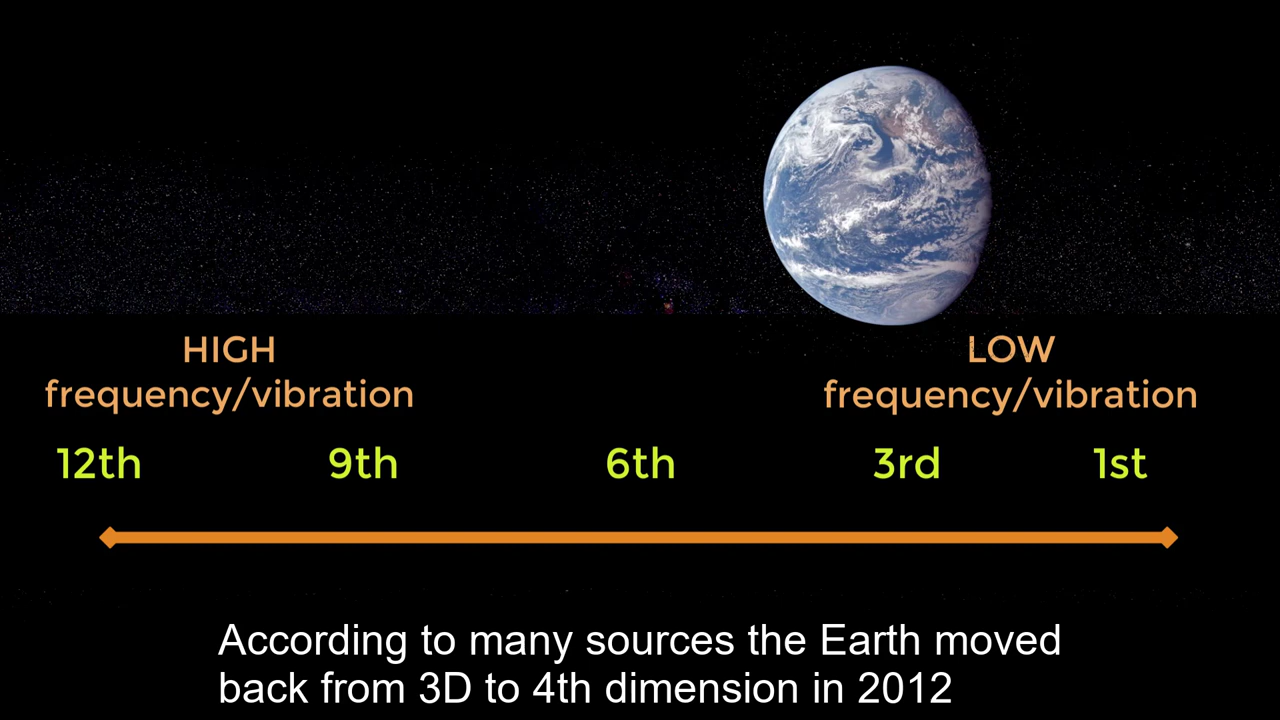 HIGH
frequency/vibration
LOW
frequency/vibration
12th 9th 6th 3rd 1st
According to many sources the Earth moved
back from 3D to 4th dimension in 2012